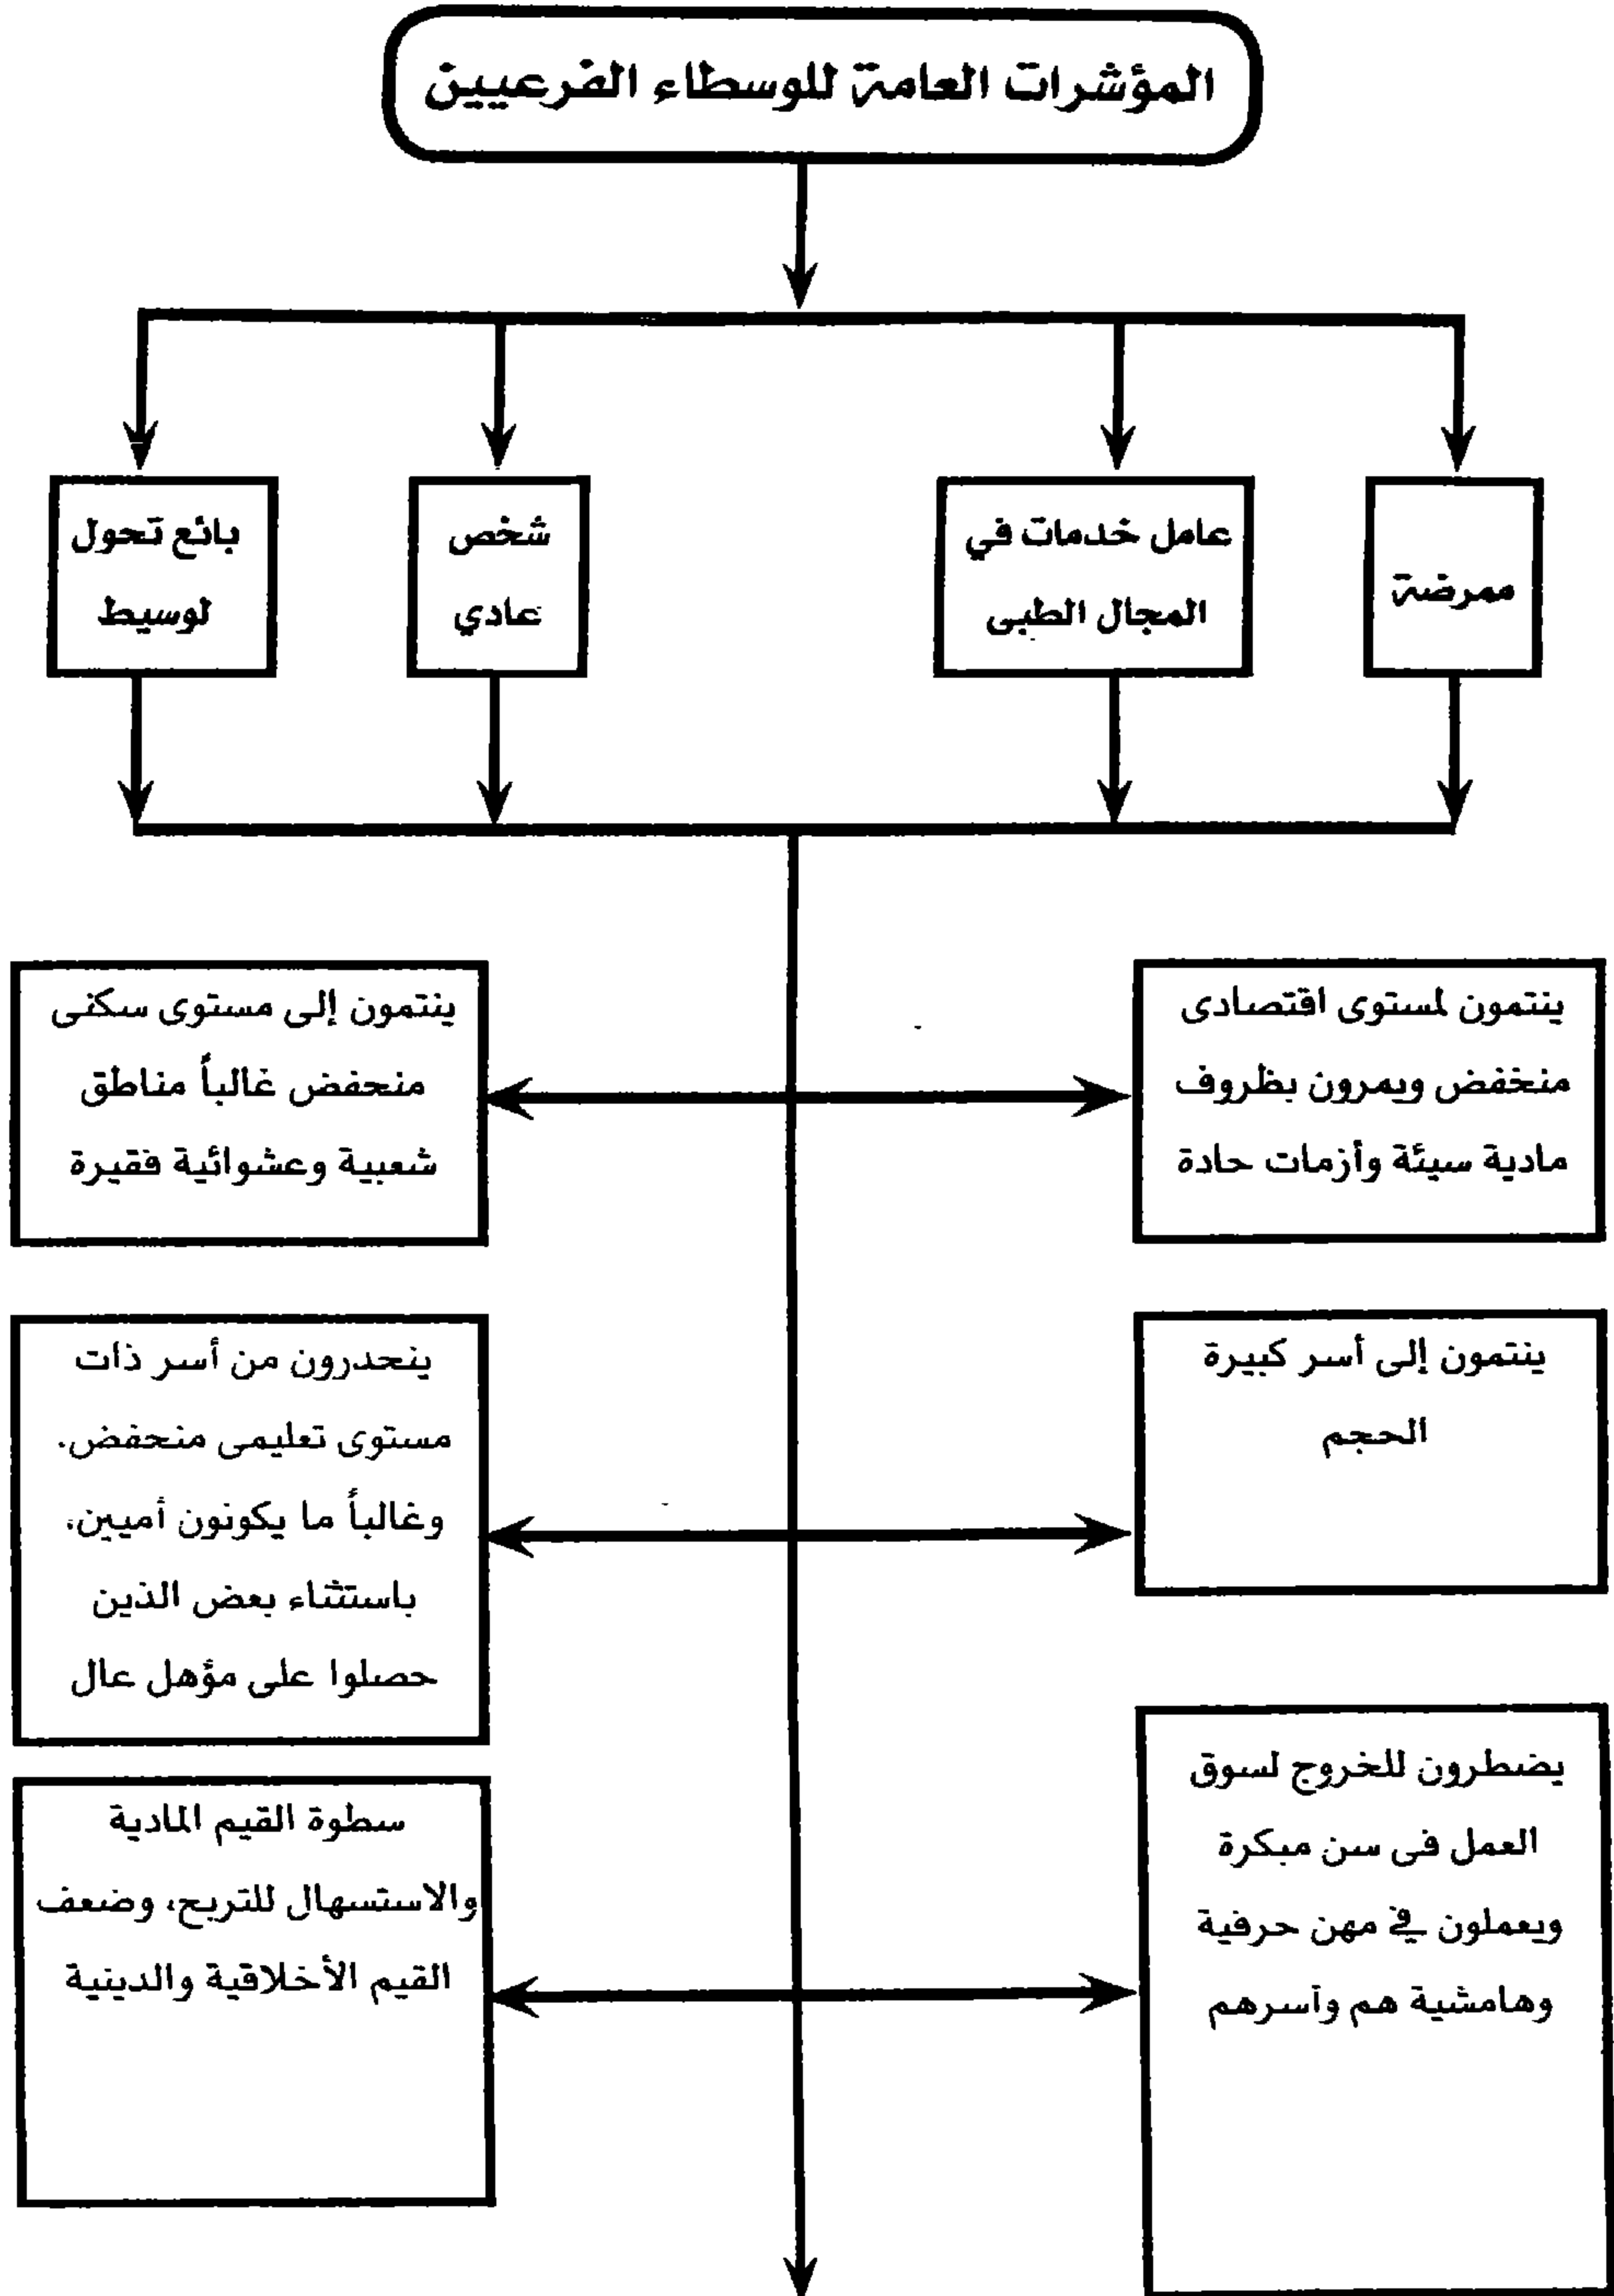 المؤشرات العامة للوسطاء الفرعيين
ممرضة
عامل خدمات في
المجال الطبى
شخص
عادي
بائع تحول
لوسيط
ينتمون لمستوى اقتصادى
منخفض ويمرون بظروف
مادية سيئة وأزمات حادة
ينتمون إلى مستوى سكنى
منحفض غالباً مناطق
شعبية وعشوائية فقيرة
ينتمون إلى أسر كبيرة
الحجم
ينحدرون من أسر ذات
مستوى تعليمى منحفض.
وغالباً ما يكونون أميين،
باستثناء بعض الذين
حصلوا على مؤهل عال
يضطرون للخروج لسوق
العمل فى سن مبكرة
ويعملون في مهن حرفية
وهامشية هم وأسرهم
سطوة القيم المادية
والاستسهال للتربح، وضعف
القيم الأخلاقية والدينية